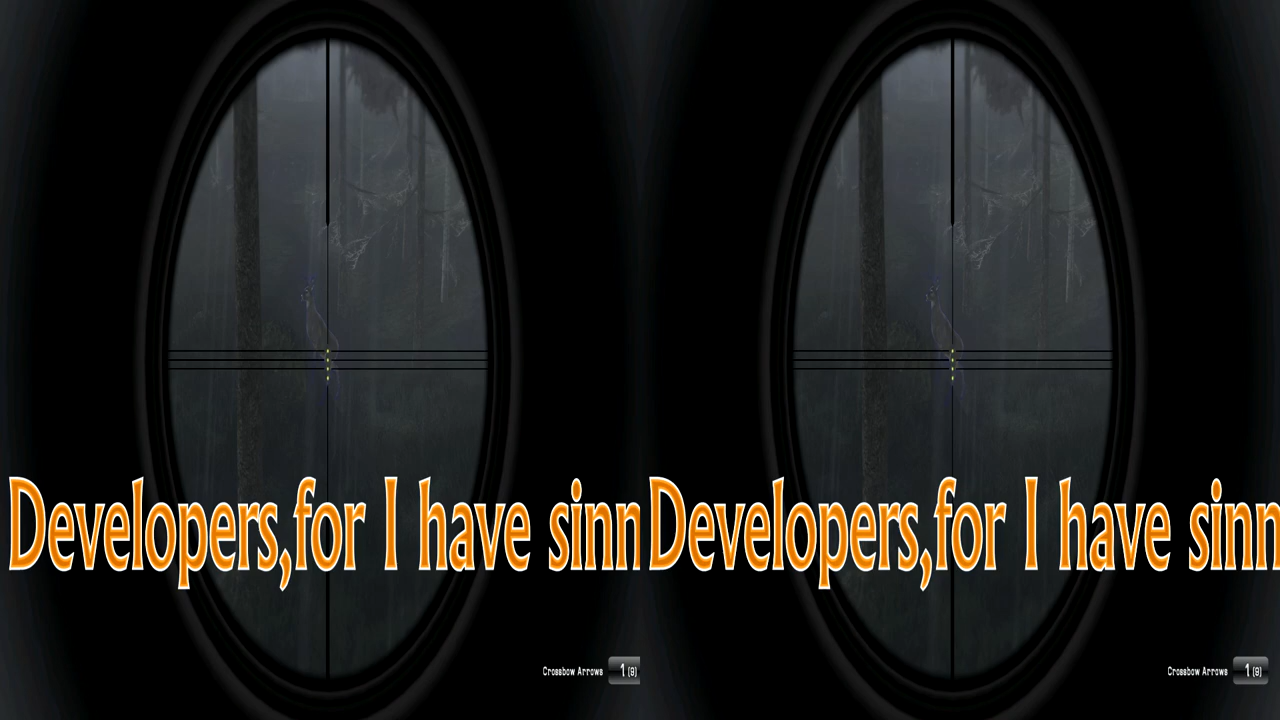 Developers,for I have sinn Developers,for I have sinn
Crossbow Arrows 1 (9) Crossbow Arrows 1 (9)